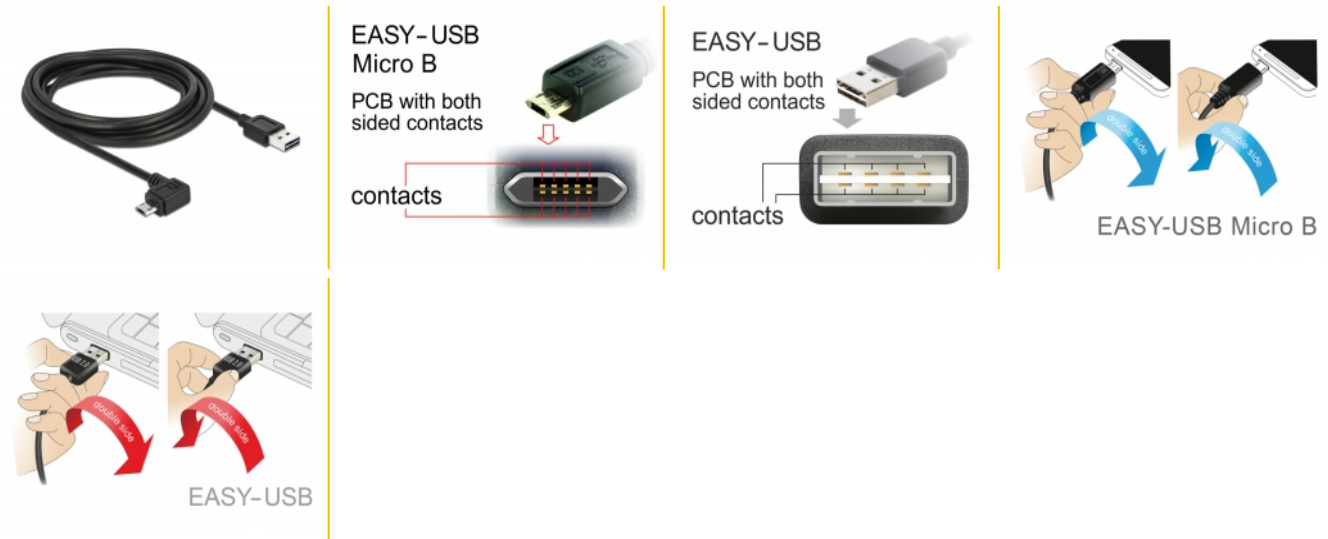 EASY-USB
Micro B
PCB with both
sided contacts
contacts
EASY-USB
PCB with both
sided contacts
contacts
double side
double side
EASY-USB Micro B
double side
double side
EASY-USB